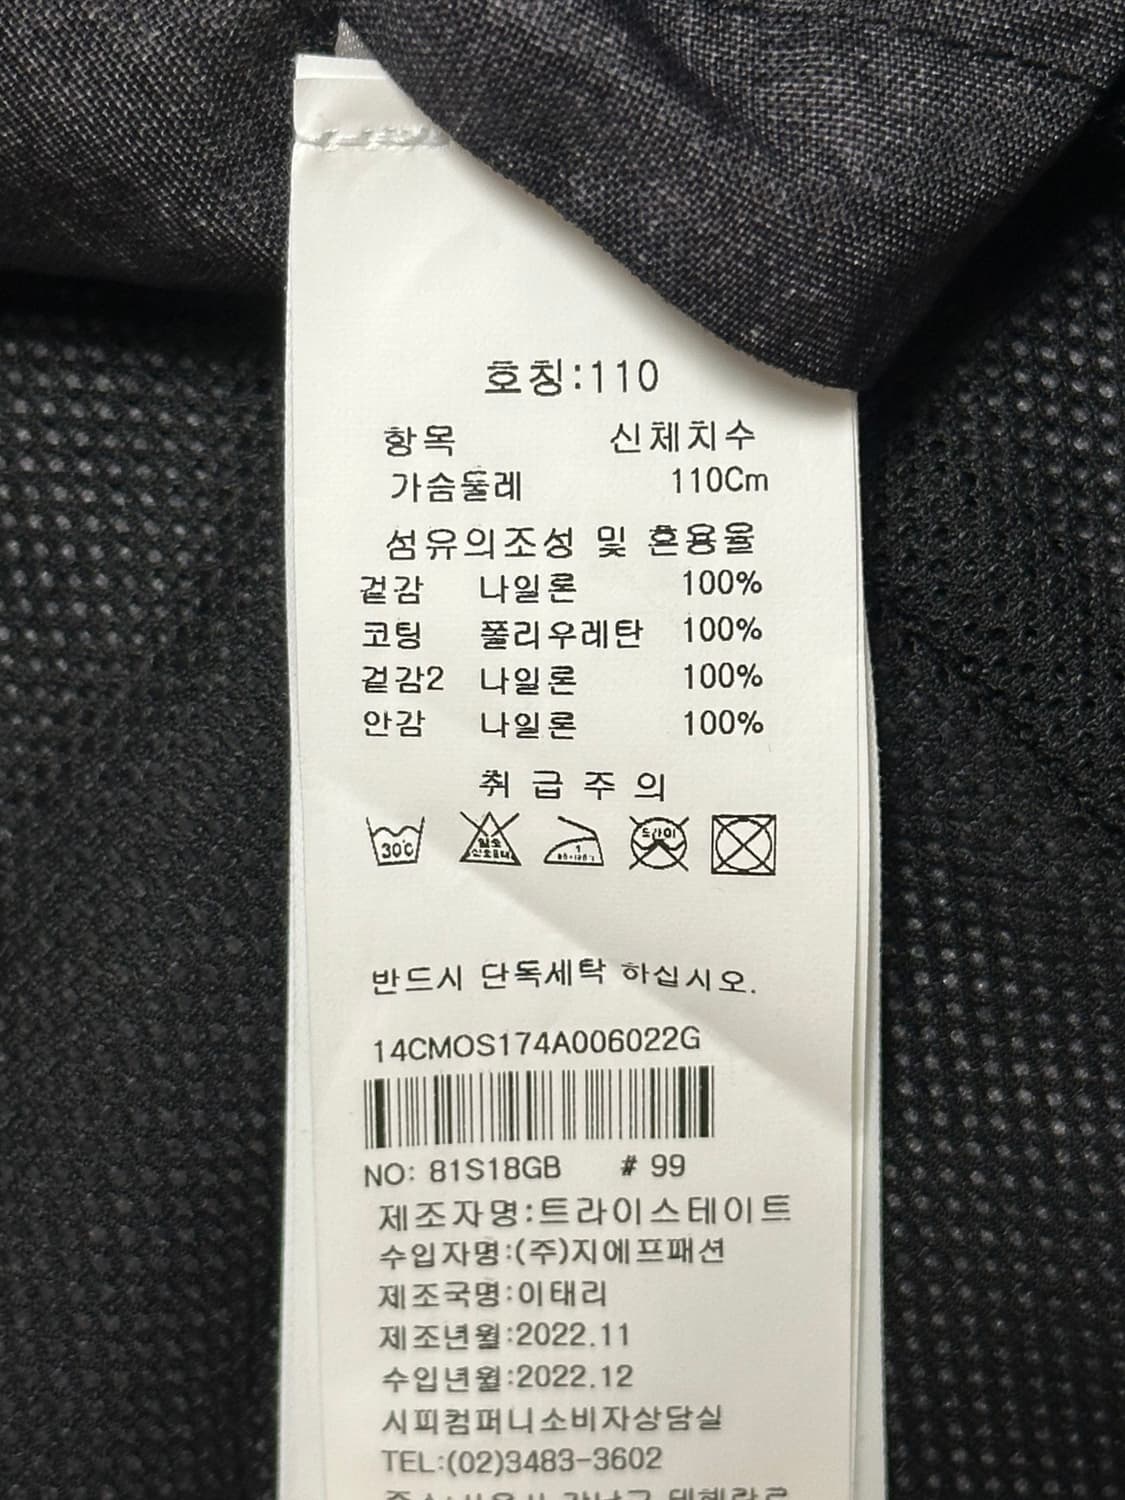 호칭:110
항목 신체치수
가슴둘레 110Cm
섬유의조성 및 혼용율
겉감 나일론 100%
코팅 폴리우레탄 100%
겉감2 나일론 100%
안감 나일론 100%
취급주의
30℃ 드라이
반드시 단독세탁 하십시오.
14CMOS174A006022G
NO: 81S18GB # 99
제조자명:트라이스테이트
수입자명:(주)지에프패션
제조국명:이태리
제조년월:2022.11
수입년월:2022.12
시피컴퍼니소비자상담실
TEL:(02)3483-3602